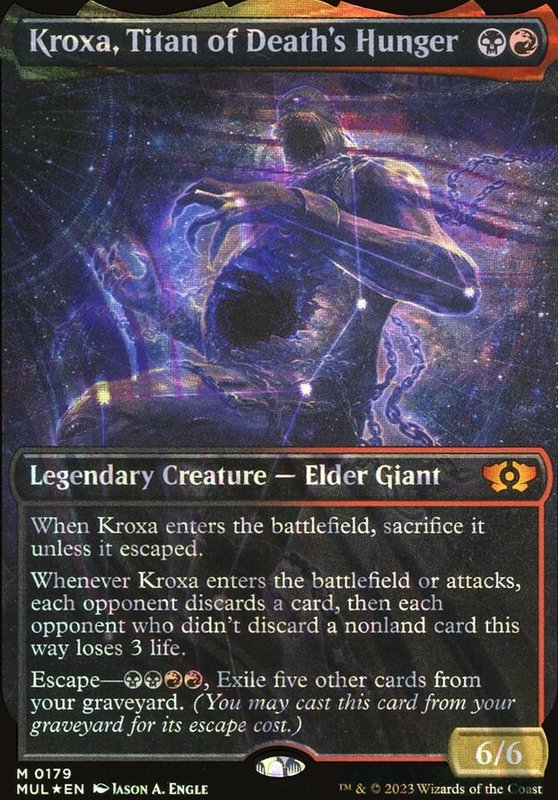 Kroxa, Titan of Death's Hunger
Legendary Creature — Elder Giant
When Kroxa enters the battlefield, sacrifice it
unless it escaped.
Whenever Kroxa enters the battlefield or attacks,
each opponent discards a card, then each
opponent who didn't discard a nonland card this
way loses 3 life.
Escape—, Exile five other cards from
your graveyard. (You may cast this card from your
graveyard for its escape cost.)
6/6
M 0179
MUL★EN Jason A. Engle
™ & © 2023 Wizards of the Coast